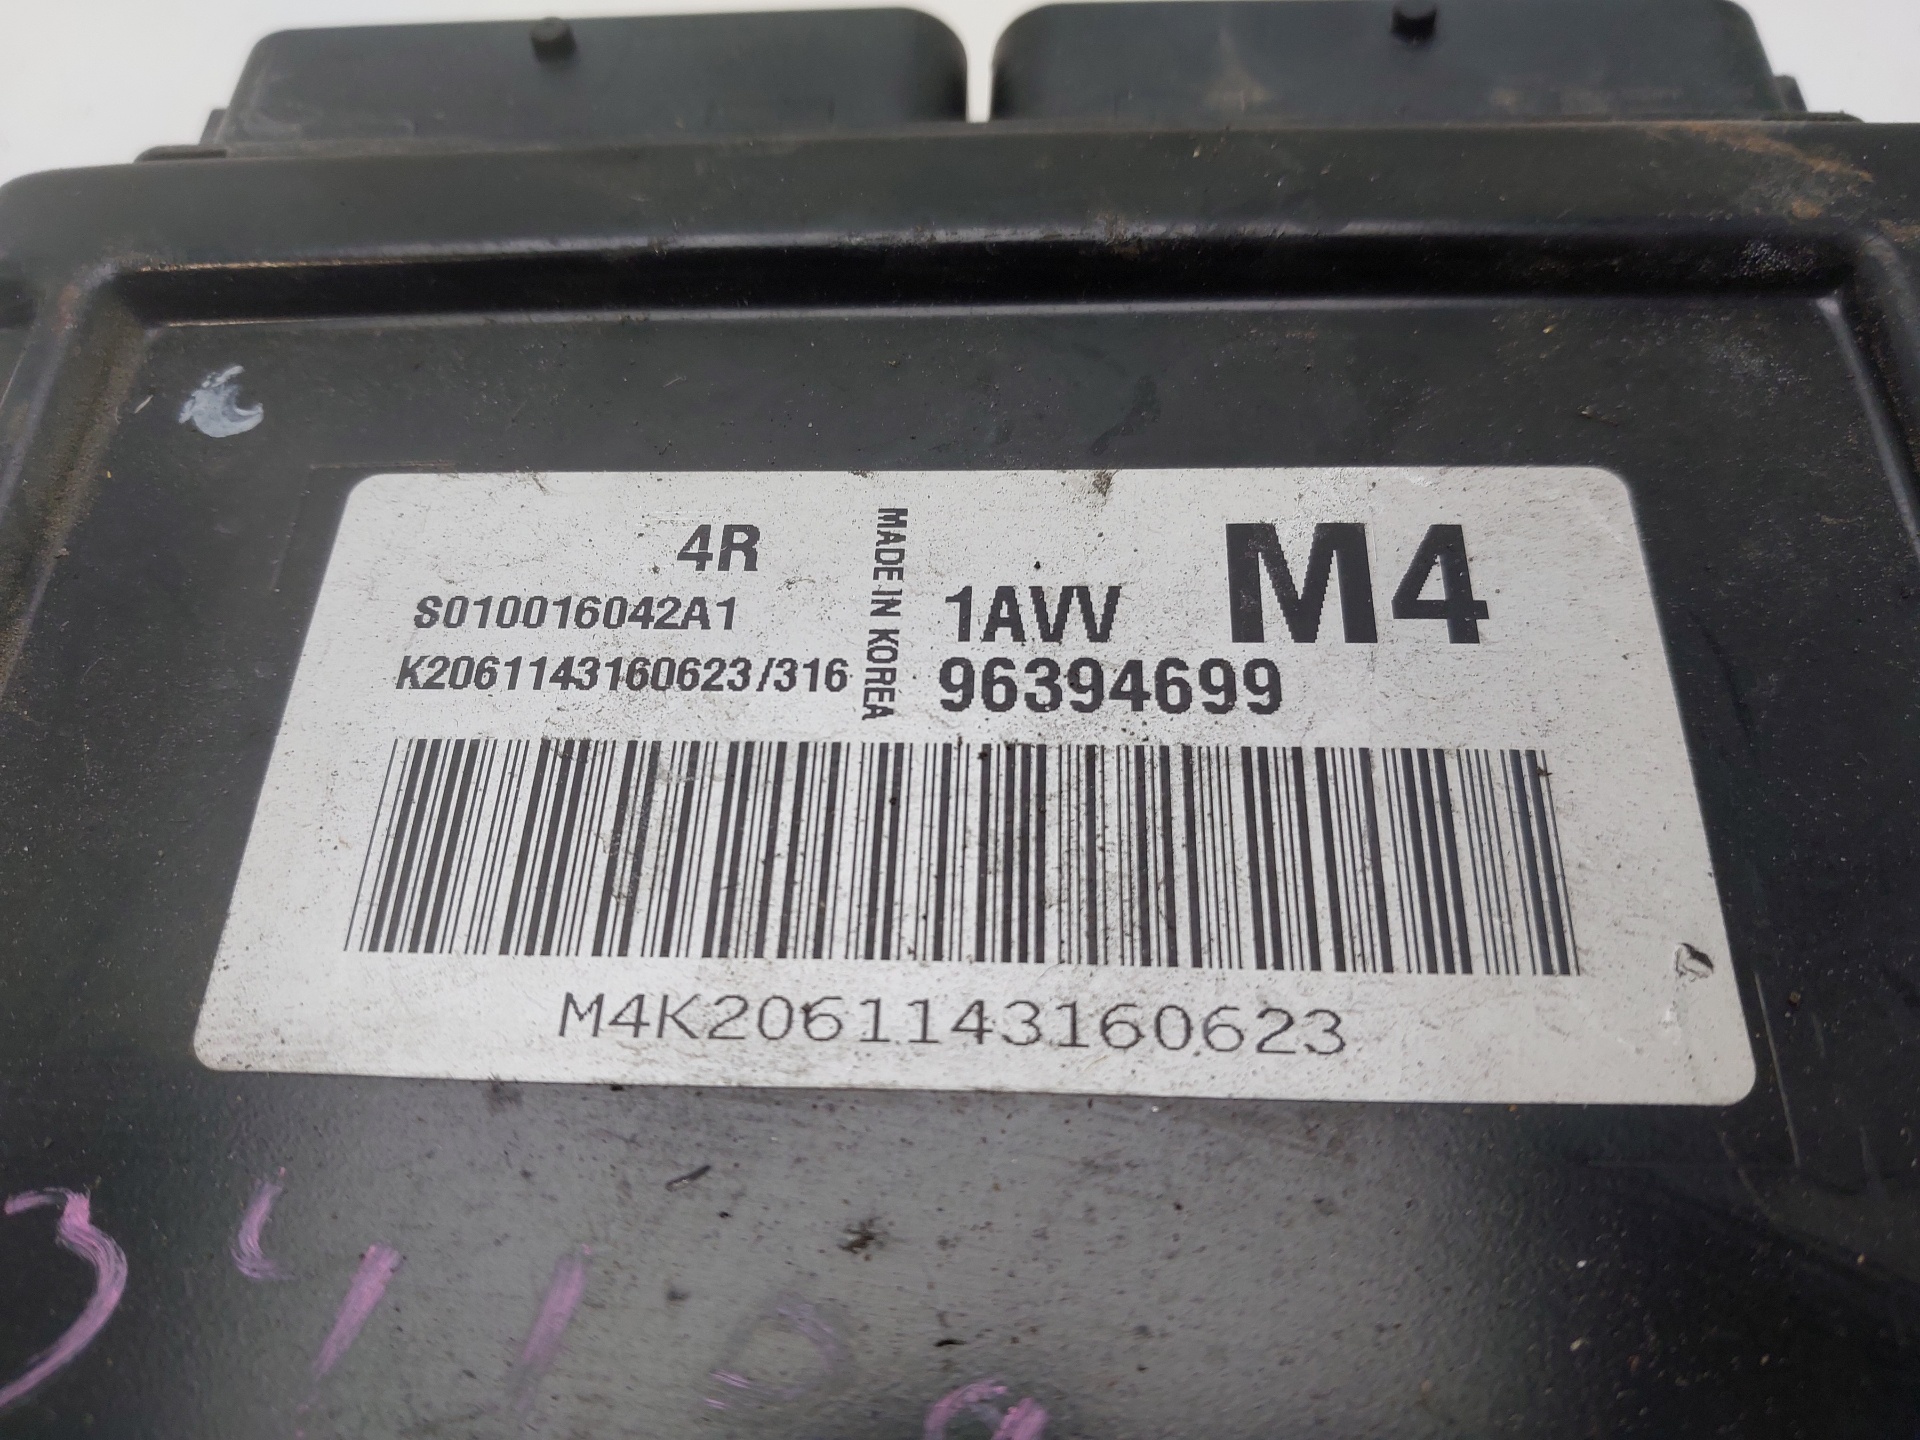 4R
S010016042A1
K2061143160623/316
MADE IN KOREA
1AVV
M4
96394699
M4K2061143160623